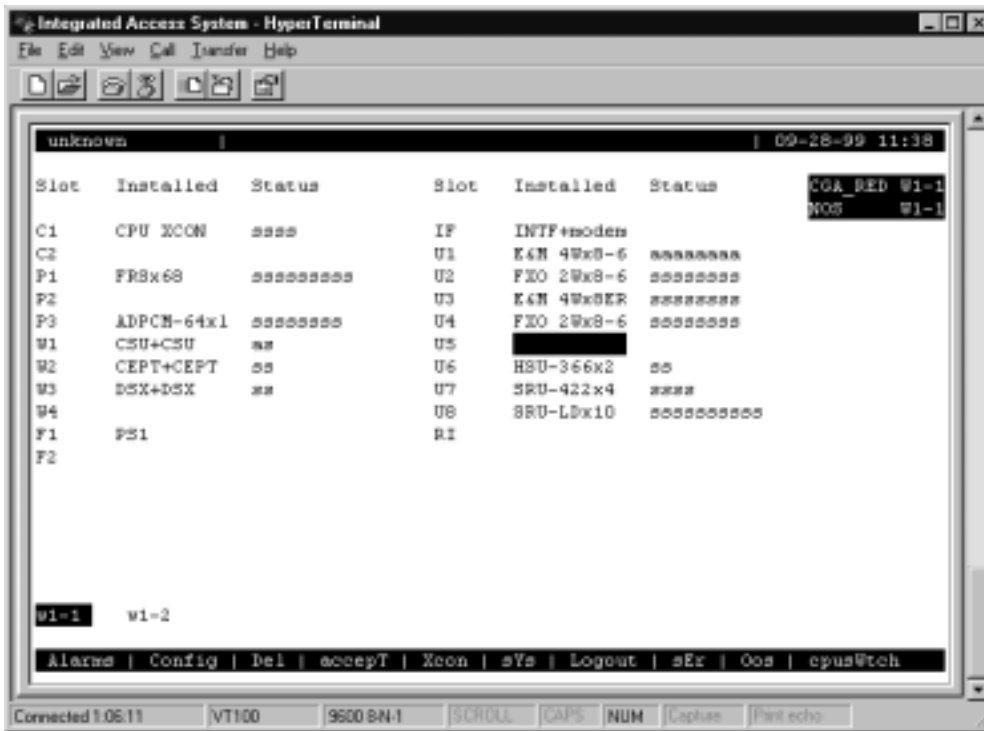 Integrated Access System - HyperTerminal
File Edit View Call Transfer Help
unknown | | 09-28-99 11:38
Slot Installed Status Slot Installed Status CGA_RED W1-1
NOS W1-1
C1 CPU XCON ssss IF INTF+modem
C2 U1 E&M 4Wx8-6 ssssssss
P1 FR8x68 sssssssss U2 FXO 2Wx8-6 ssssssss
P2 U3 E&M 4Wx8ER ssssssss
P3 ADPCM-64x1 ssssssss U4 FXO 2Wx8-6 ssssssss
W1 CSU+CSU U5
W2 CEPT+CEPT ss U6 HSU-366x2 ss
W3 DSX+DSX U7 SRU-422x4 ssss
W4 U8 SRU-LDx10 ssssssssss
F1 PS1 RI
F2
W1-1 w1-2
Alarms | Config | Del | accepT | Xcon | sYs | Logout | sEr | Oos | cpusWtch
Connected 1:06:11 VT100 9600 8-N-1 SCROLL CAPS NUM Capture Print echo